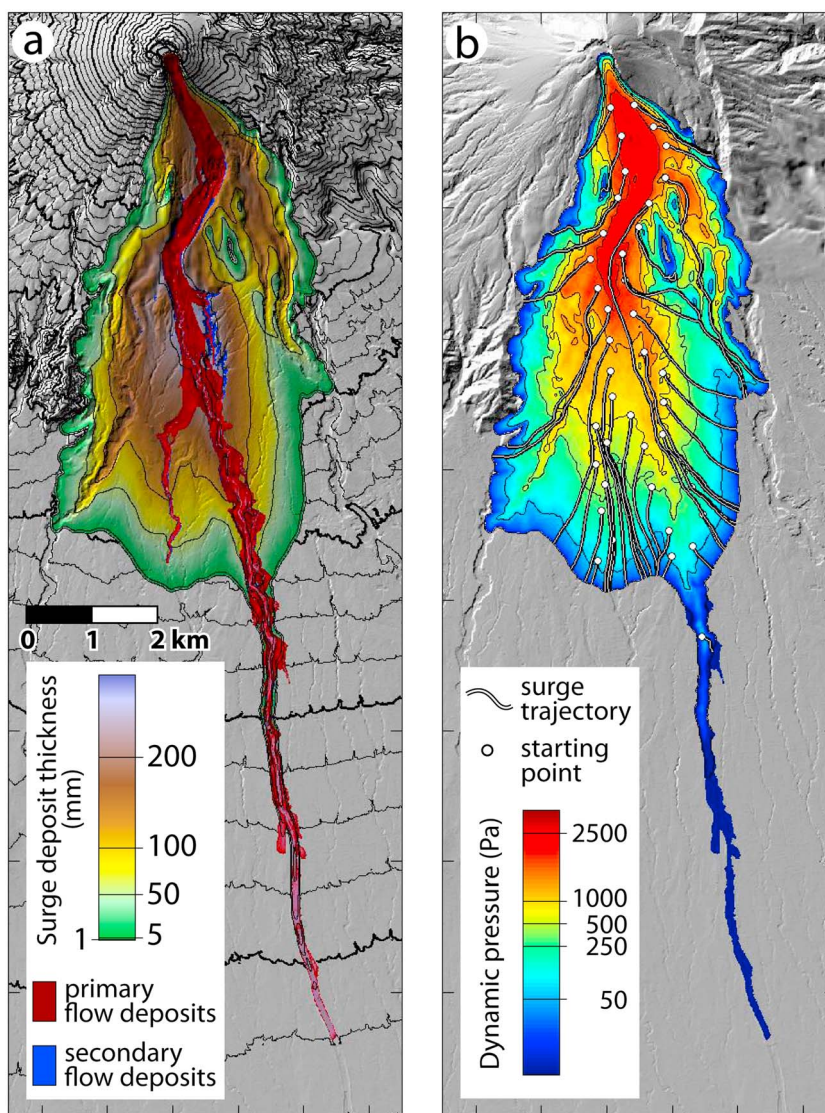 a
0 1 2 km
Surge deposit thickness
(mm)
200
100
50
1 5
primary
flow deposits
secondary
flow deposits
b
surge
trajectory
starting
point
Dynamic pressure (Pa)
2500
1000
500
250
50